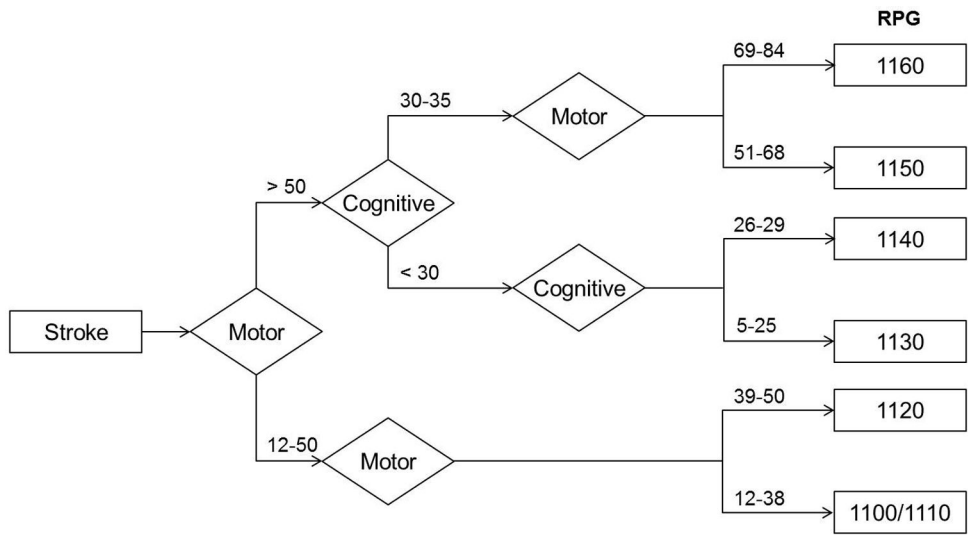 RPG
69-84
1160
30-35
Motor
51-68
1150
> 50
Cognitive
26-29
1140
< 30
Cognitive
5-25
1130
Stroke
Motor
39-50
1120
12-50
Motor
12-38
1100/1110